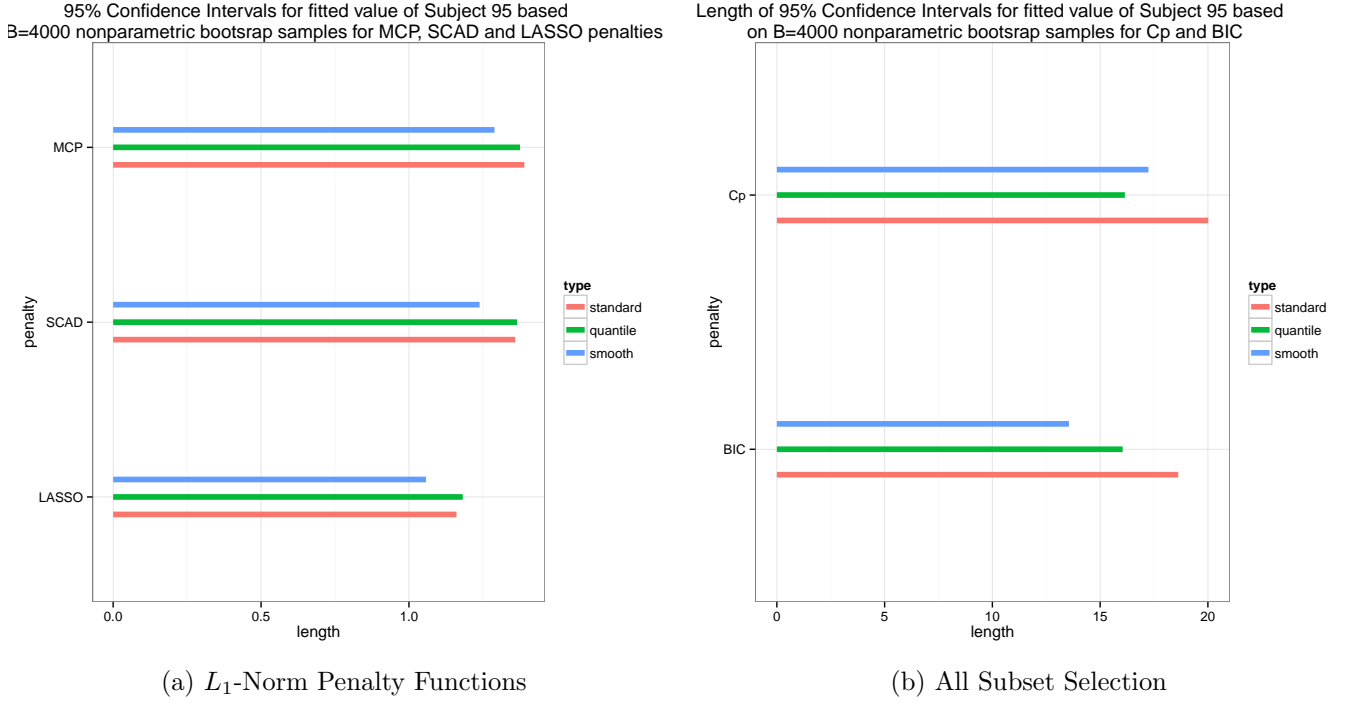 95% Confidence Intervals for fitted value of Subject 95 based
B=4000 nonparametric bootsrap samples for MCP, SCAD and LASSO penalties
penalty
MCP
SCAD
LASSO
0.0
0.5
1.0
length
type
standard
quantile
smooth
(a) L₁-Norm Penalty Functions
Length of 95% Confidence Intervals for fitted value of Subject 95 based
on B=4000 nonparametric bootsrap samples for Cp and BIC
penalty
Cp
BIC
0
5
10
15
20
length
type
standard
quantile
smooth
(b) All Subset Selection